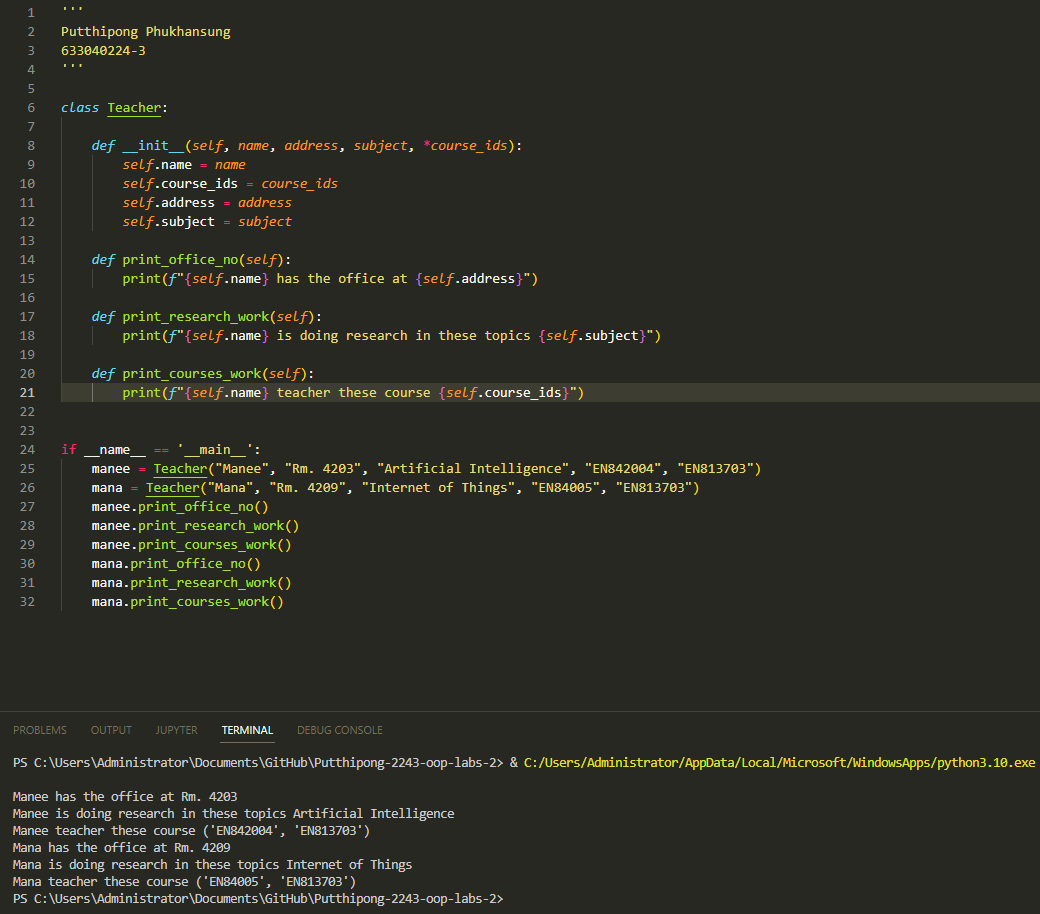 1 '''
2 Putthipong Phukhansung
3 633040224-3
4 '''
5
6 class Teacher:
7
8     def __init__(self, name, address, subject, *course_ids):
9         self.name = name
10         self.course_ids = course_ids
11         self.address = address
12         self.subject = subject
13
14     def print_office_no(self):
15         print(f"{self.name} has the office at {self.address}")
16
17     def print_research_work(self):
18         print(f"{self.name} is doing research in these topics {self.subject}")
19
20     def print_courses_work(self):
21         print(f"{self.name} teacher these course {self.course_ids}")
22
23
24 if __name__ == '__main__':
25     manee = Teacher("Manee", "Rm. 4203", "Artificial Intelligence", "EN842004", "EN813703")
26     mana = Teacher("Mana", "Rm. 4209", "Internet of Things", "EN84005", "EN813703")
27     manee.print_office_no()
28     manee.print_research_work()
29     manee.print_courses_work()
30     mana.print_office_no()
31     mana.print_research_work()
32     mana.print_courses_work()
PROBLEMS OUTPUT JUPYTER TERMINAL DEBUG CONSOLE
PS C:\Users\Administrator\Documents\GitHub\Putthipong-2243-oop-labs-2> & C:/Users/Administrator/AppData/Local/Microsoft/WindowsApps/python3.10.exe
Manee has the office at Rm. 4203
Manee is doing research in these topics Artificial Intelligence
Manee teacher these course ('EN842004', 'EN813703')
Mana has the office at Rm. 4209
Mana is doing research in these topics Internet of Things
Mana teacher these course ('EN84005', 'EN813703')
PS C:\Users\Administrator\Documents\GitHub\Putthipong-2243-oop-labs-2>